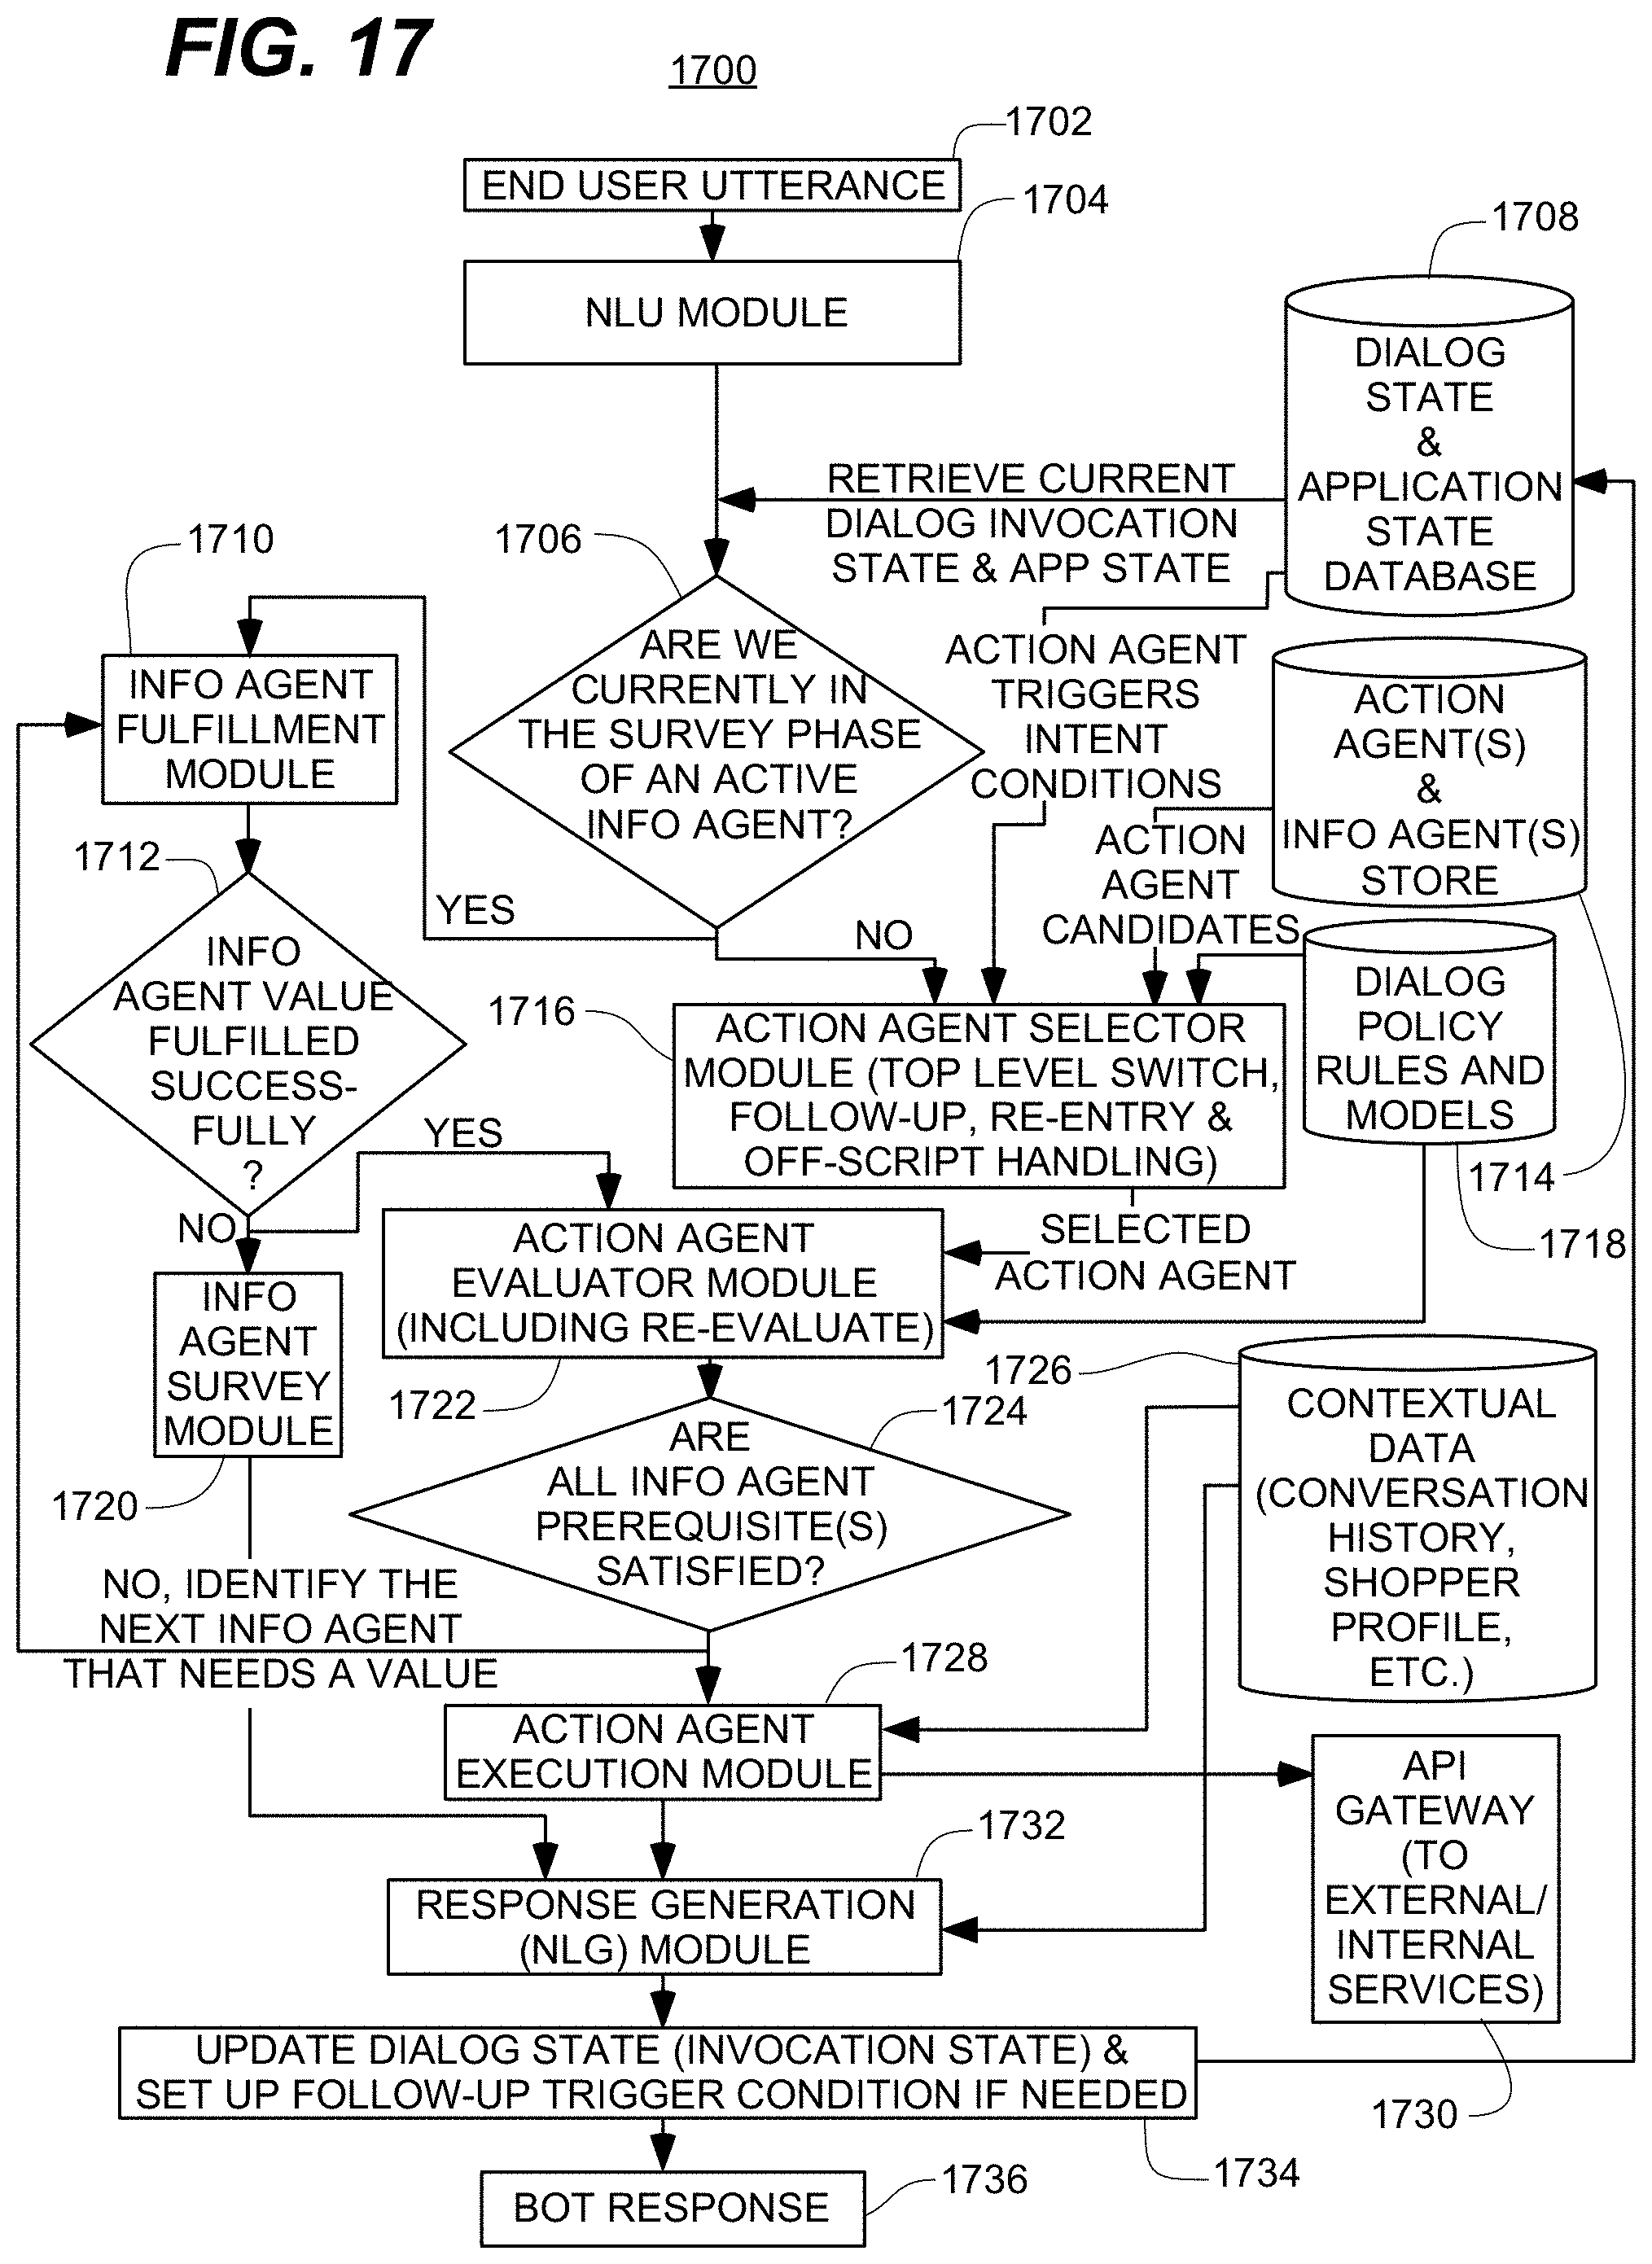 FIG. 17
1700
1702
END USER UTTERANCE
1704
NLU MODULE
1708
DIALOG
STATE
&
APPLICATION
STATE
DATABASE
RETRIEVE CURRENT
DIALOG INVOCATION
STATE & APP STATE
1710
1706
INFO AGENT
FULFILLMENT
MODULE
ARE WE
CURRENTLY IN
THE SURVEY PHASE
OF AN ACTIVE
INFO AGENT?
ACTION AGENT
TRIGGERS
INTENT
CONDITIONS
ACTION
AGENT(S)
&
INFO AGENT(S)
STORE
1712
YES
NO
ACTION
AGENT
CANDIDATES
INFO
AGENT VALUE
FULFILLED
SUCCESS-
FULLY
?
1716
ACTION AGENT SELECTOR
MODULE (TOP LEVEL SWITCH,
FOLLOW-UP, RE-ENTRY &
OFF-SCRIPT HANDLING)
DIALOG
POLICY
RULES AND
MODELS
YES
NO
1714
1718
SELECTED
ACTION AGENT
ACTION AGENT
EVALUATOR MODULE
(INCLUDING RE-EVALUATE)
INFO
AGENT
SURVEY
MODULE
1722
1724
1726
1720
ARE
ALL INFO AGENT
PREREQUISITE(S)
SATISFIED?
CONTEXTUAL
DATA
(CONVERSATION
HISTORY,
SHOPPER
PROFILE,
ETC.)
NO, IDENTIFY THE
NEXT INFO AGENT
THAT NEEDS A VALUE
1728
ACTION AGENT
EXECUTION MODULE
API
GATEWAY
(TO
EXTERNAL/
INTERNAL
SERVICES)
1732
RESPONSE GENERATION
(NLG) MODULE
UPDATE DIALOG STATE (INVOCATION STATE) &
SET UP FOLLOW-UP TRIGGER CONDITION IF NEEDED
1730
1734
1736
BOT RESPONSE